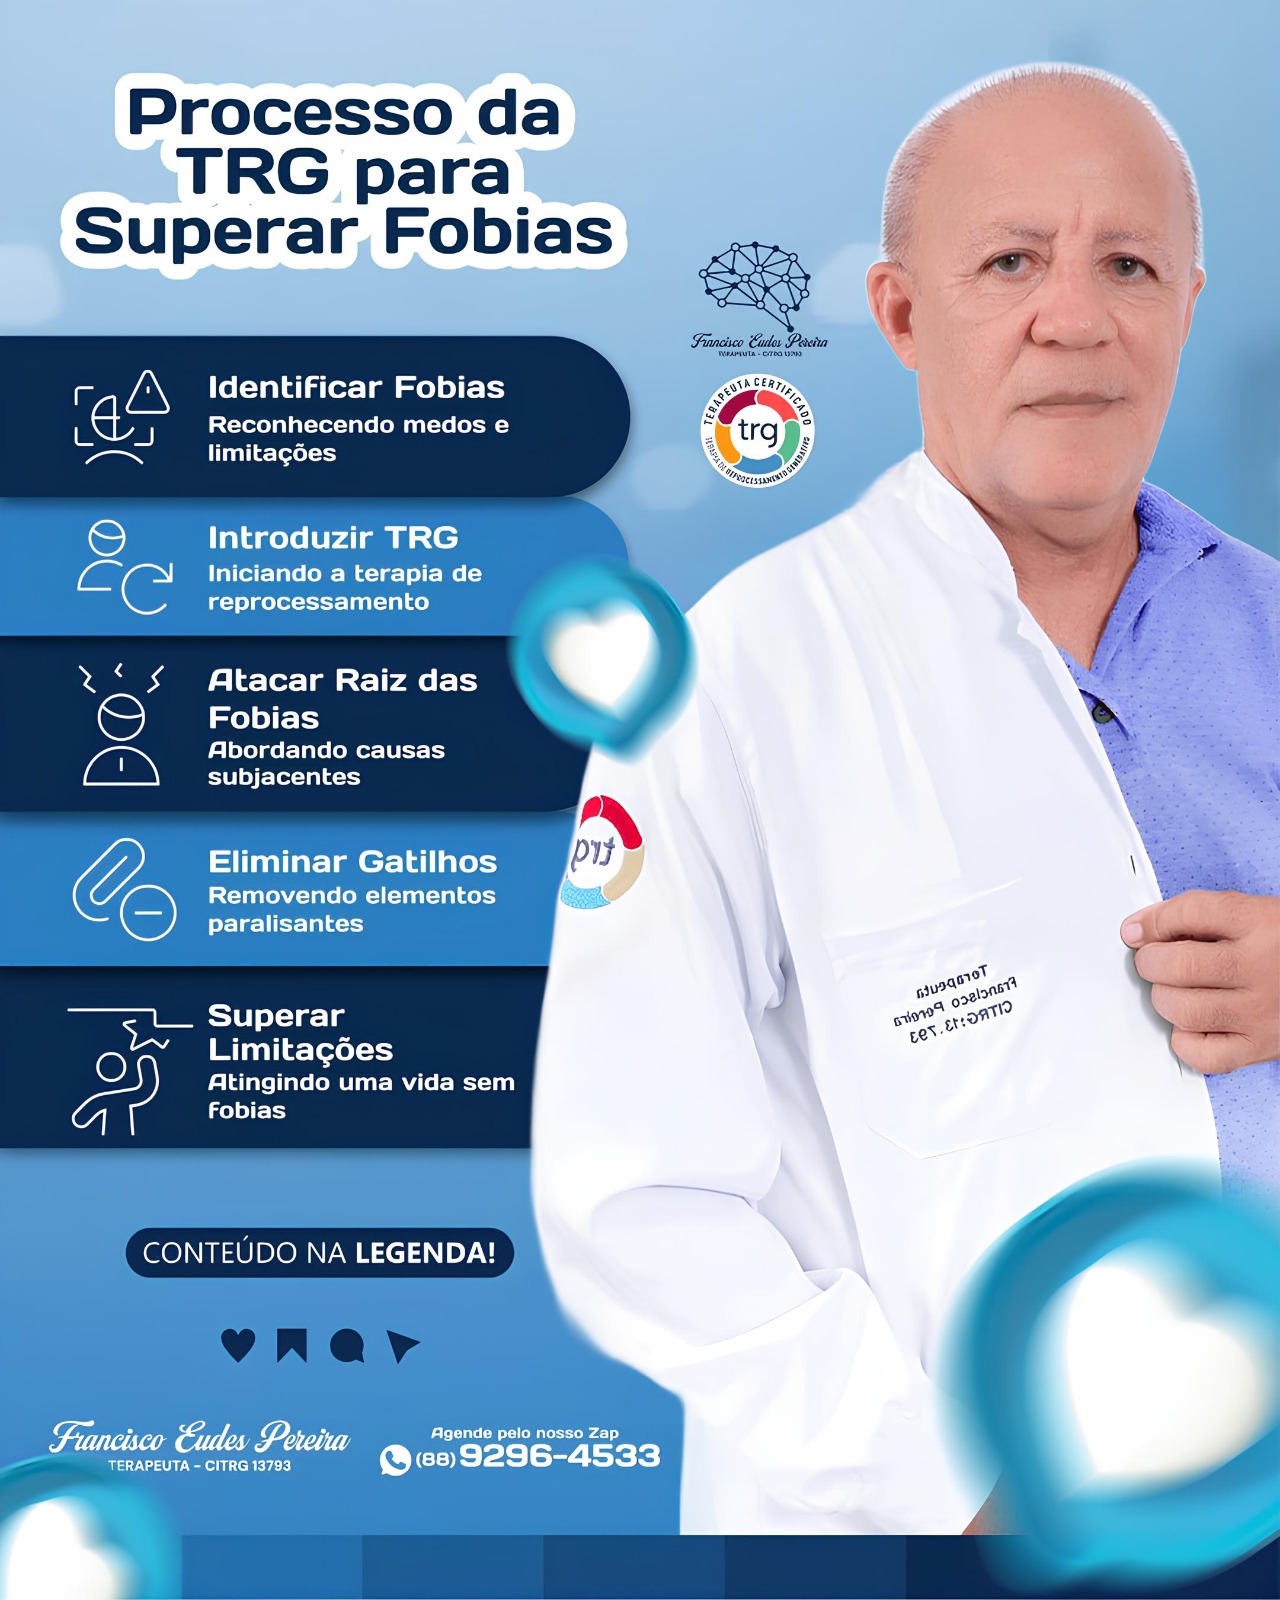 Processo da
TRG para
Superar Fobias
Francisco Eudes Pereira
TERAPEUTA - CITRG 13793
TERAPEUTA CERTIFICADO
trg
TERAPIA DE REPROCESSAMENTO GENERATIVO
Identificar Fobias
Reconhecendo medos e
limitações
Introduzir TRG
Iniciando a terapia de
reprocessamento
Atacar Raiz das
Fobias
Abordando causas
subjacentes
Eliminar Gatilhos
Removendo elementos
paralisantes
Superar
Limitações
Atingindo uma vida sem
fobias
trg
Terapeuta
Francisco Pereira
CITRG:13.793
CONTEÚDO NA LEGENDA!
Francisco Eudes Pereira
TERAPEUTA - CITRG 13793
Agende pelo nosso Zap
(88) 9296-4533